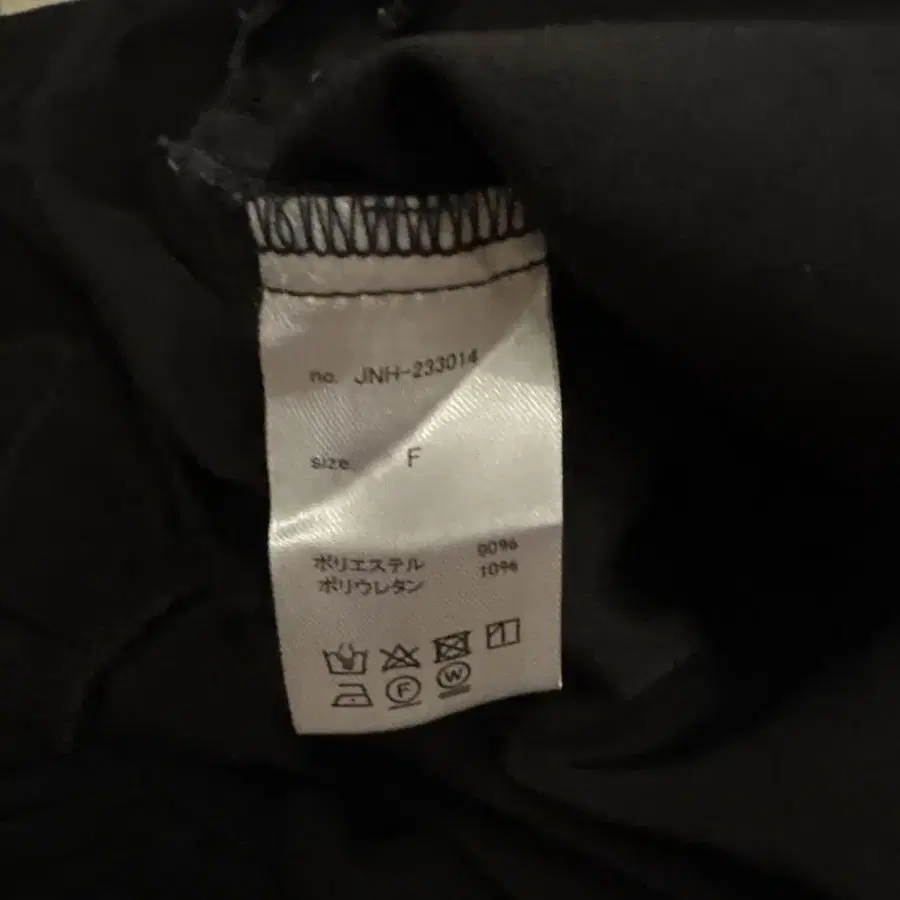 no. JNH-233014
size F
ポリエステル 90%
ポリウレタン 10%
F W